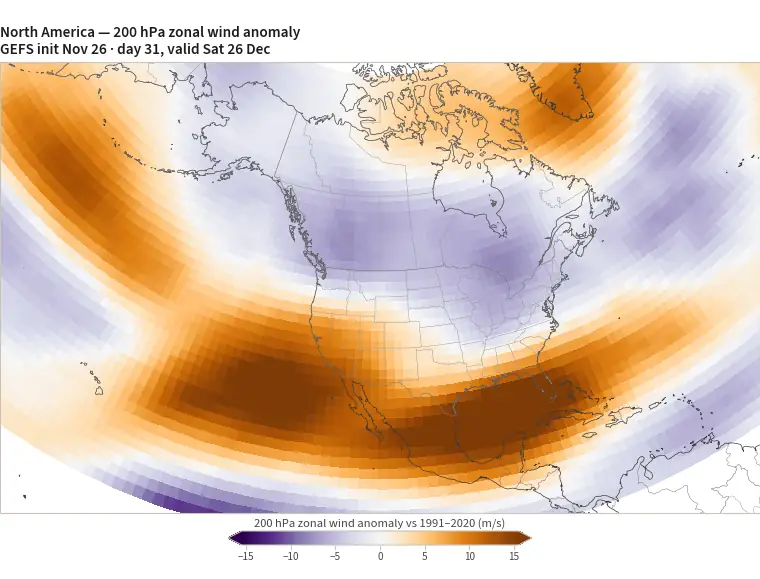 North America — 200 hPa zonal wind anomaly
GEFS init Nov 26 · day 31, valid Sat 26 Dec
200 hPa zonal wind anomaly vs 1991–2020 (m/s)
−15 −10 −5 0 5 10 15